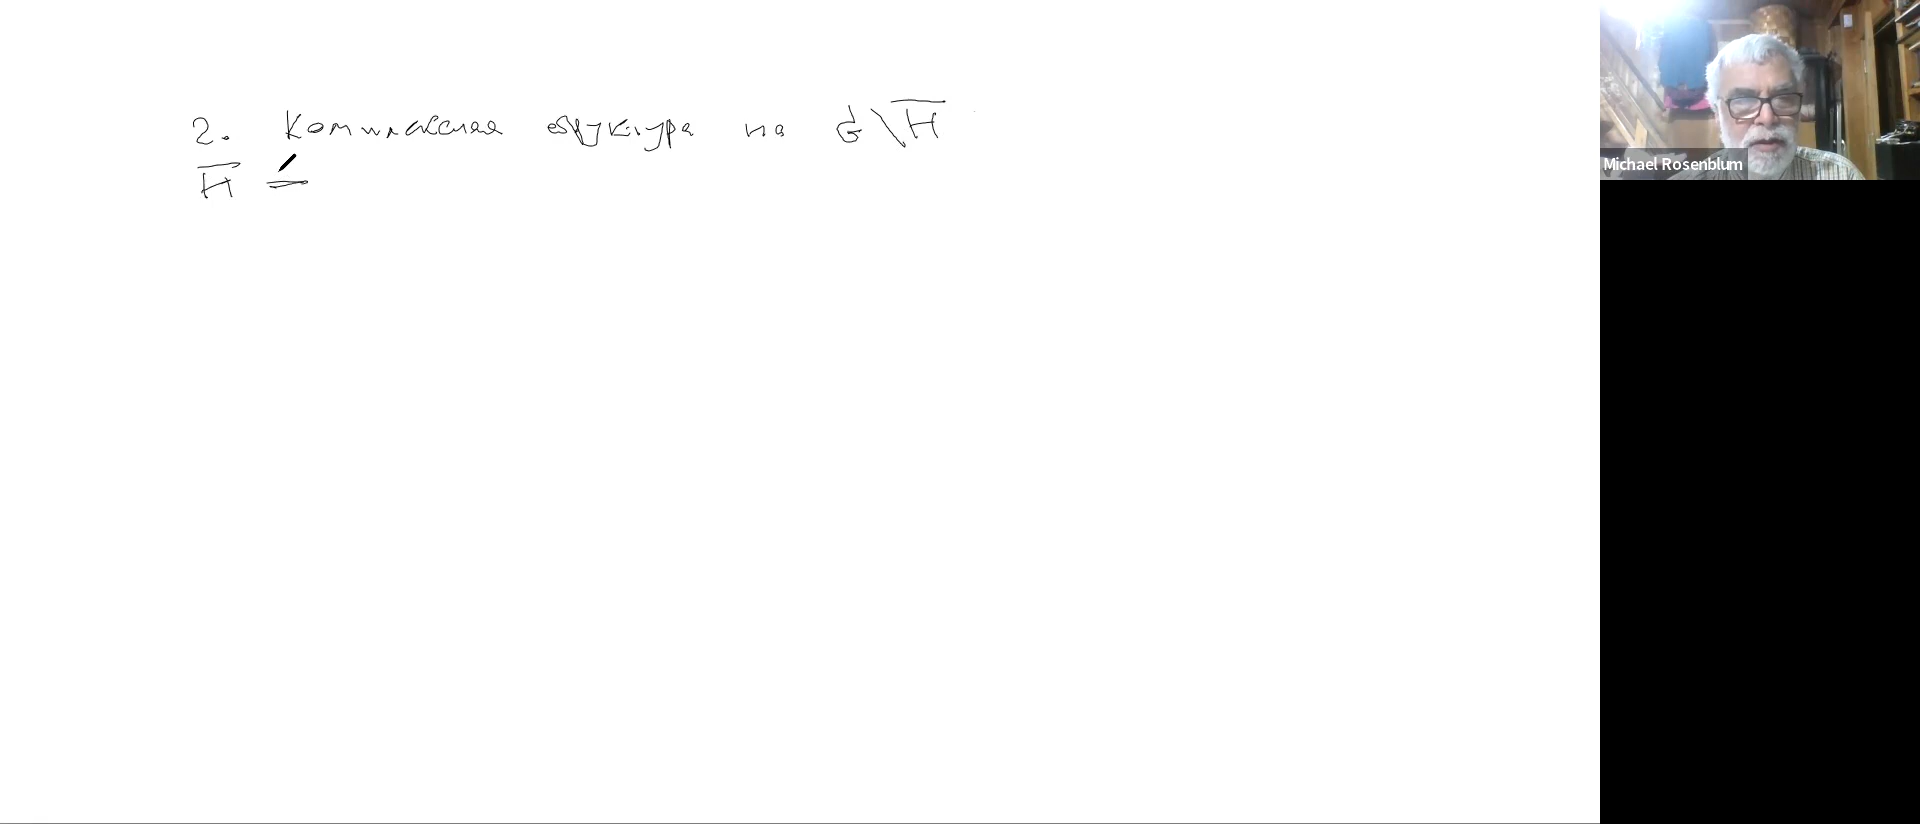 2. Комплексная структура на Ġ\H̅
H̅ =
Michael Rosenblum